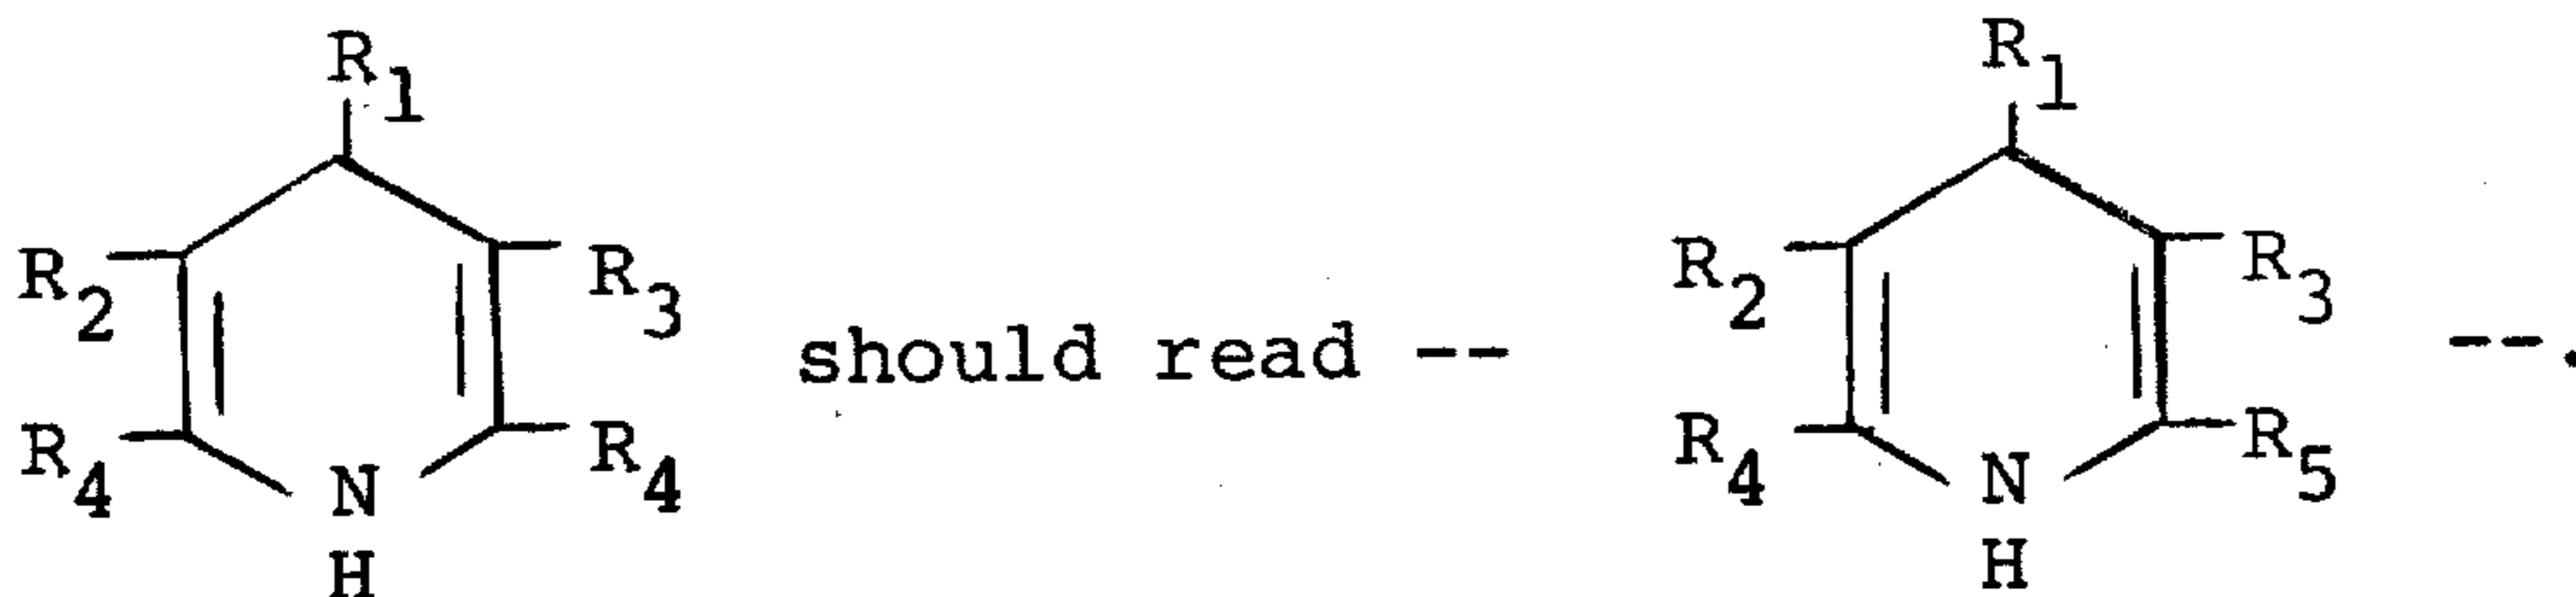 R1 R1
R2 R3 R2 R3
should read -- --.
R4 R4 R4 R5
N N
H H